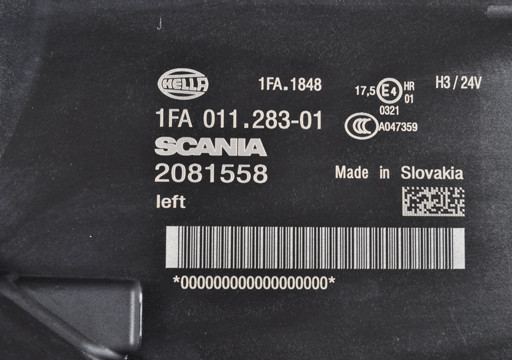 HELLA
1FA.1848
17,5 E4 HR
01
0321
H3/24V
1FA 011.283-01
CCC A047359
SCANIA
2081558
Made in Slovakia
left
*000000000000000000*